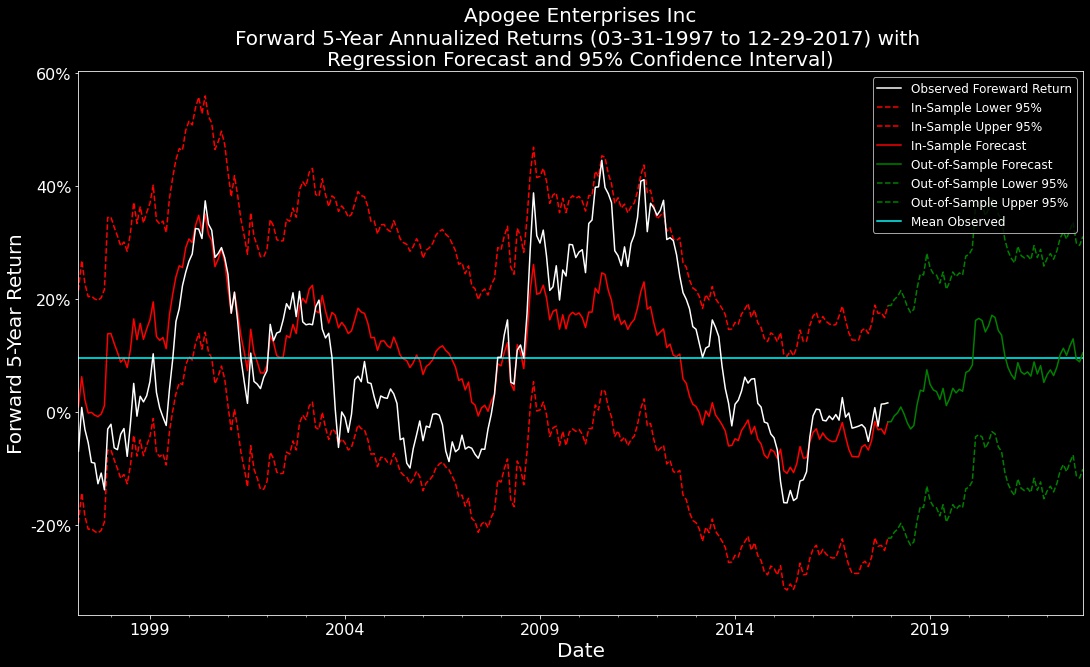 Apogee Enterprises Inc
Forward 5-Year Annualized Returns (03-31-1997 to 12-29-2017) with
Regression Forecast and 95% Confidence Interval)
60%
40%
20%
0%
-20%
Forward 5-Year Return
Observed Foreward Return
In-Sample Lower 95%
In-Sample Upper 95%
In-Sample Forecast
Out-of-Sample Forecast
Out-of-Sample Lower 95%
Out-of-Sample Upper 95%
Mean Observed
1999
2004
2009
2014
2019
Date